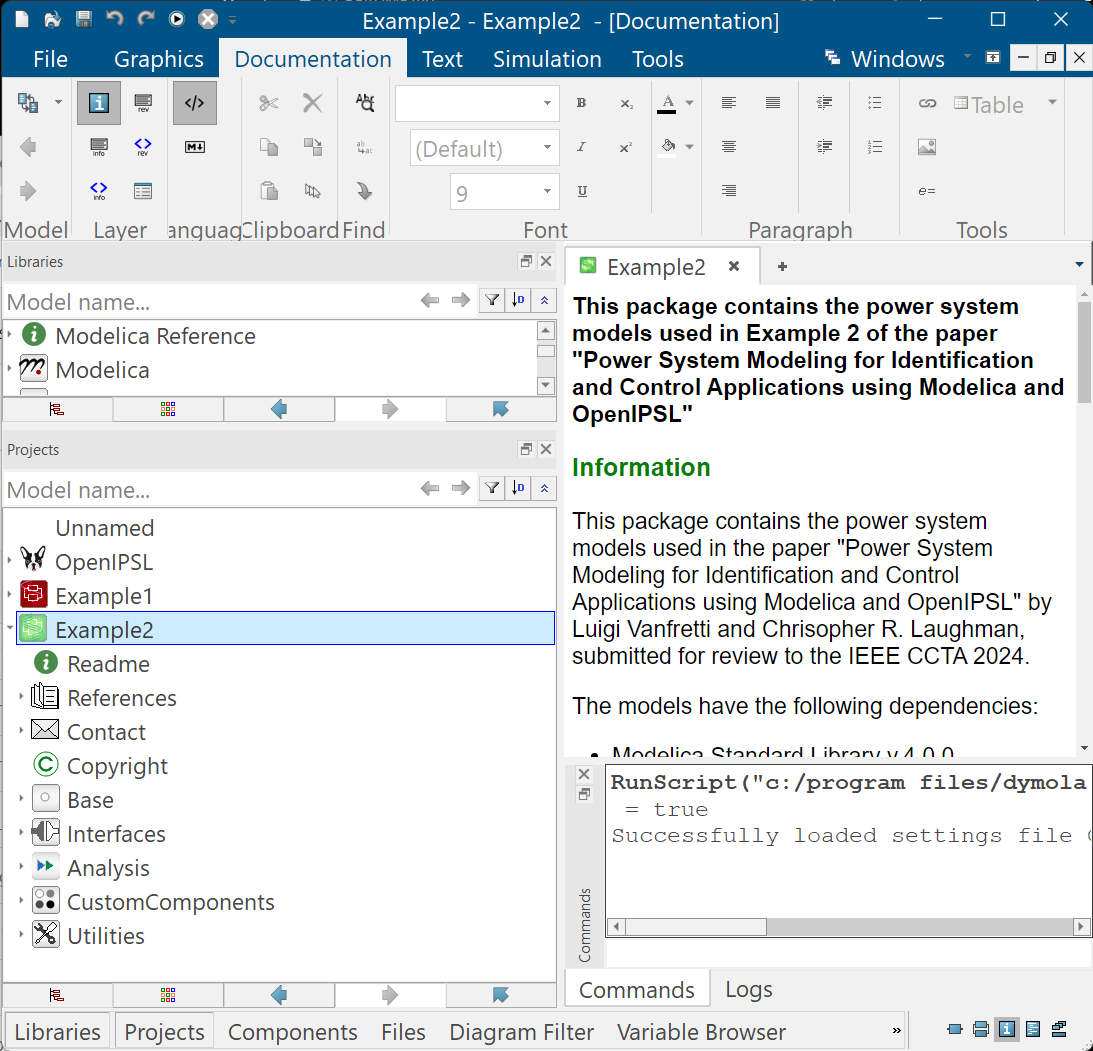 Example2 - Example2 - [Documentation]
File Graphics Documentation Text Simulation Tools Windows
Table
(Default)
9
Model Layer anguag Clipboard Find Font Paragraph Tools
Libraries
Model name...
Modelica Reference
Modelica
Projects
Model name...
Unnamed
OpenIPSL
Example1
Example2
Readme
References
Contact
Copyright
Base
Interfaces
Analysis
CustomComponents
Utilities
Example2
This package contains the power system
models used in Example 2 of the paper
"Power System Modeling for Identification
and Control Applications using Modelica and
OpenIPSL"
Information
This package contains the power system
models used in the paper "Power System
Modeling for Identification and Control
Applications using Modelica and OpenIPSL" by
Luigi Vanfretti and Chrisopher R. Laughman,
submitted for review to the IEEE CCTA 2024.
The models have the following dependencies:
• Modelica Standard Library v.4.0.0
RunScript("c:/program files/dymola
= true
Successfully loaded settings file
Commands
Commands Logs
Libraries Projects Components Files Diagram Filter Variable Browser »